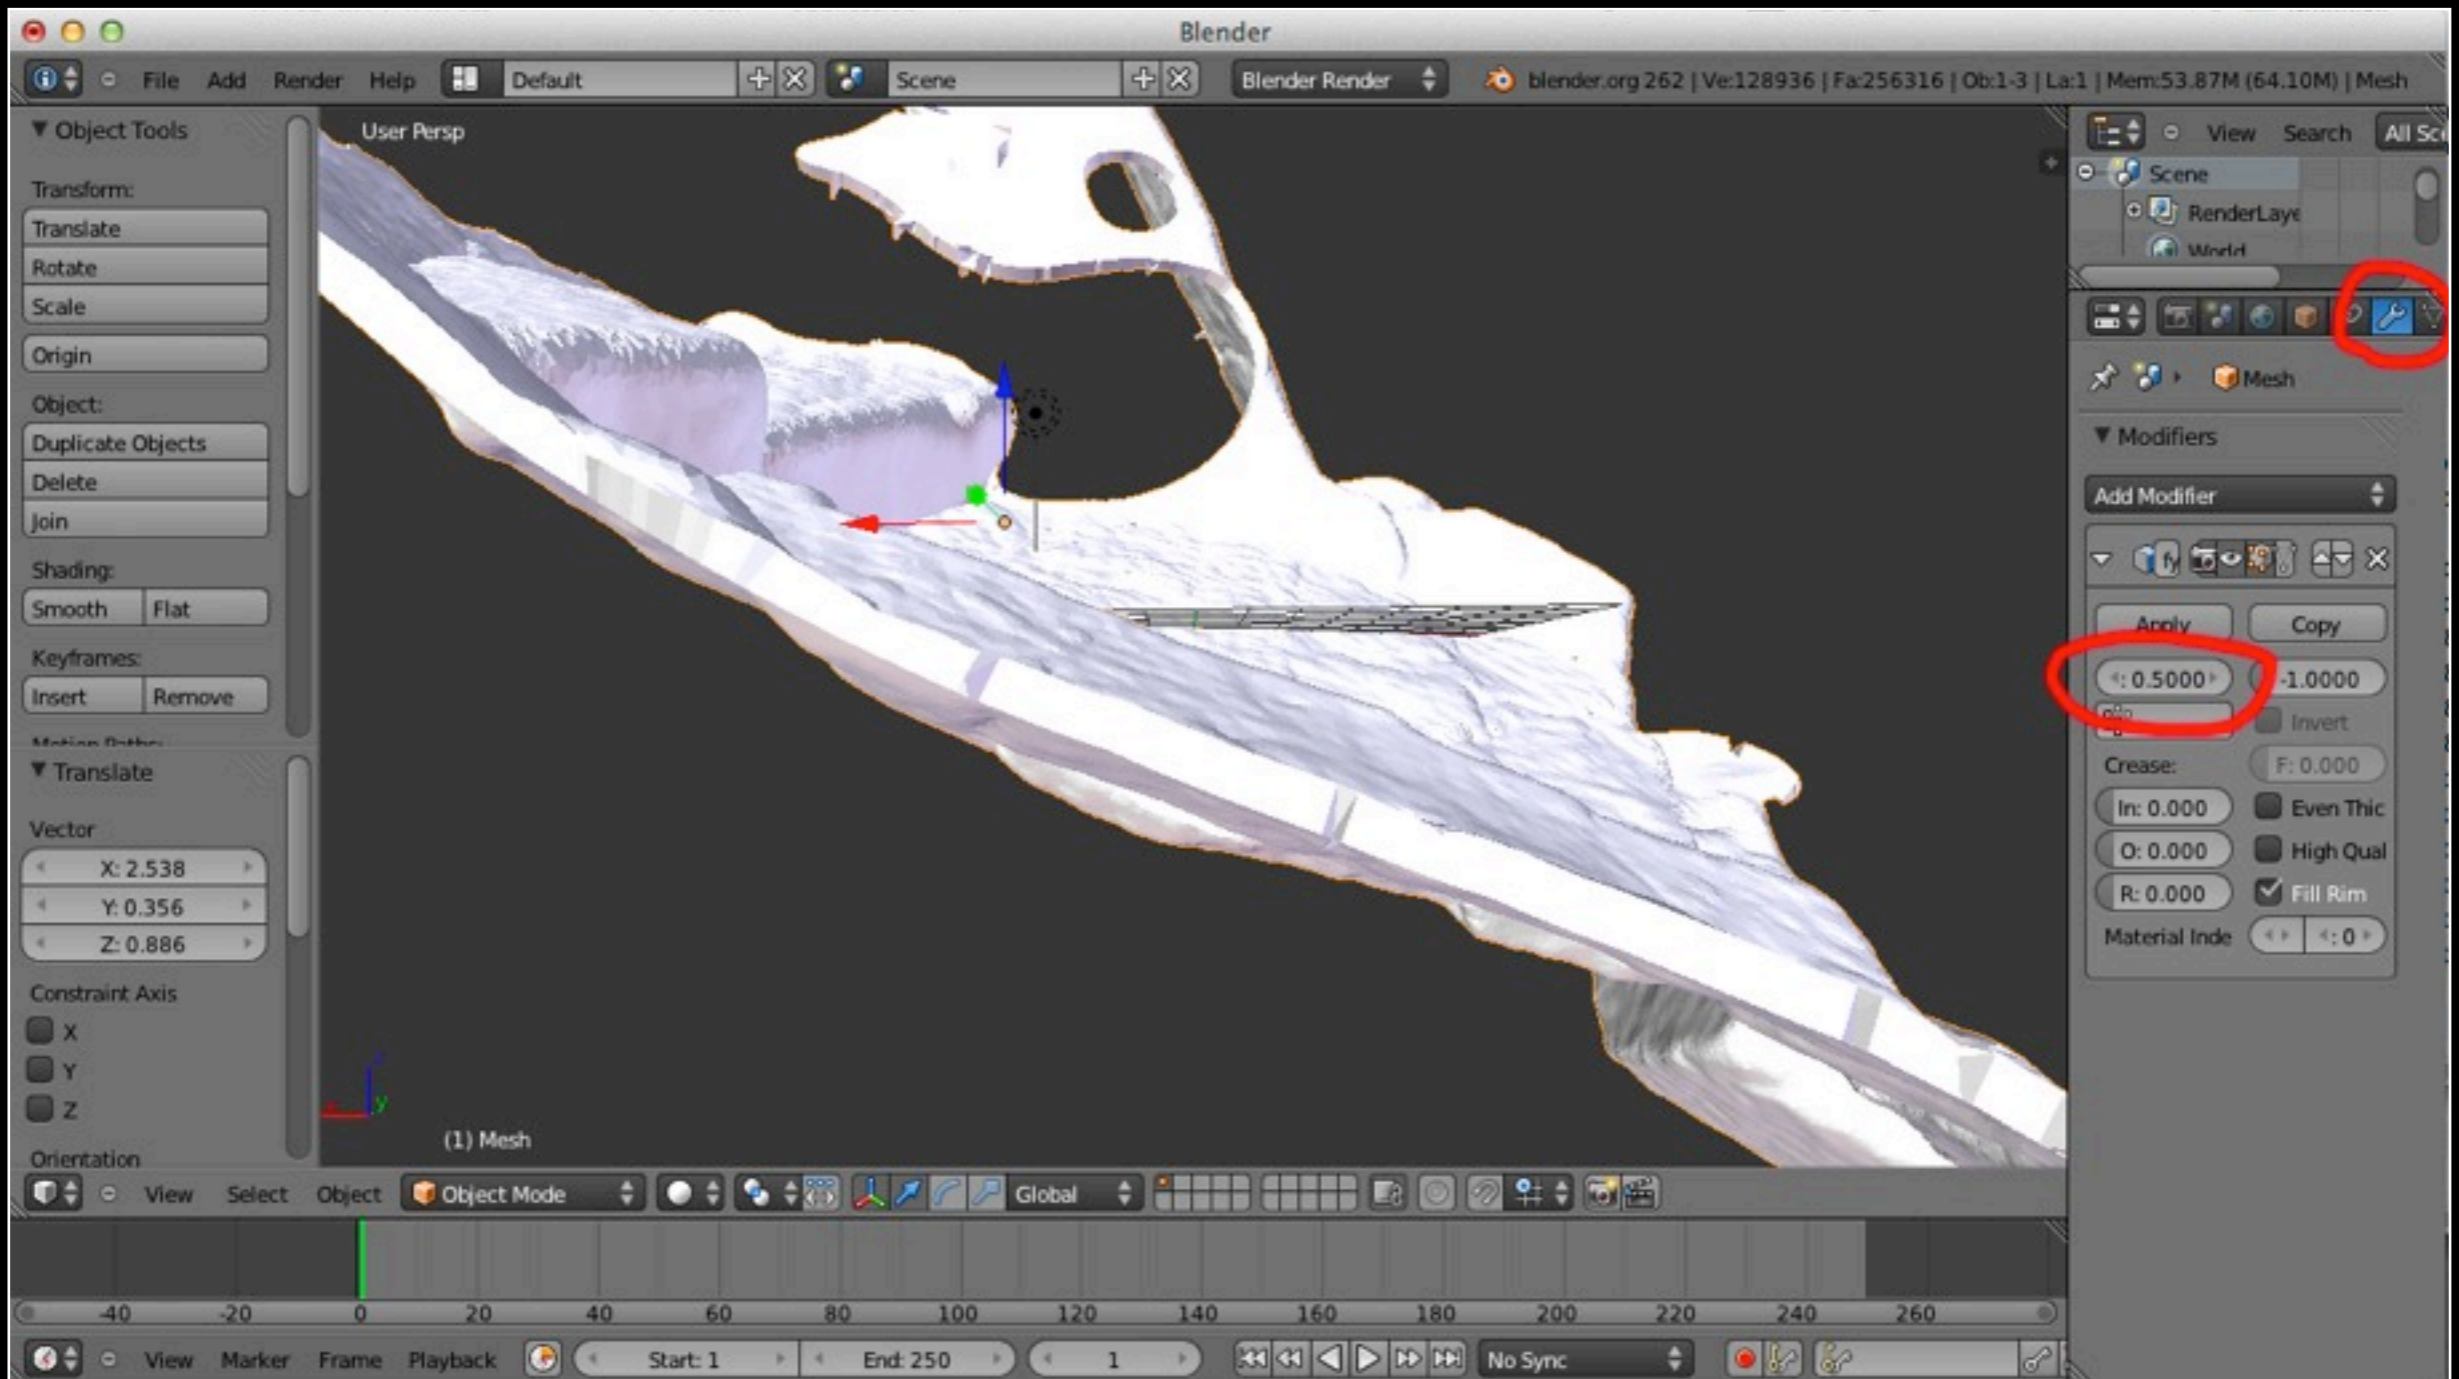 Blender
File Add Render Help Default Scene Blender Render blender.org 262 | Ve:128936 | Fa:256316 | Ob:1-3 | La:1 | Mem:53.87M (64.10M) | Mesh
Object Tools
Transform:
Translate
Rotate
Scale
Origin
Object:
Duplicate Objects
Delete
Join
Shading:
Smooth Flat
Keyframes:
Insert Remove
Motion Paths:
Translate
Vector
X: 2.538
Y: 0.356
Z: 0.886
Constraint Axis
X
Y
Z
Orientation
User Persp
z
y
(1) Mesh
View Search All Sce
Scene
RenderLaye
World
Mesh
Modifiers
Add Modifier
fy
Apply Copy
: 0.5000 -1.0000
Invert
Crease: F: 0.000
In: 0.000 Even Thic
O: 0.000 High Qual
R: 0.000 Fill Rim
Material Inde : 0
View Select Object Object Mode Global
-40 -20 0 20 40 60 80 100 120 140 160 180 200 220 240 260
View Marker Frame Playback Start: 1 End: 250 1 No Sync